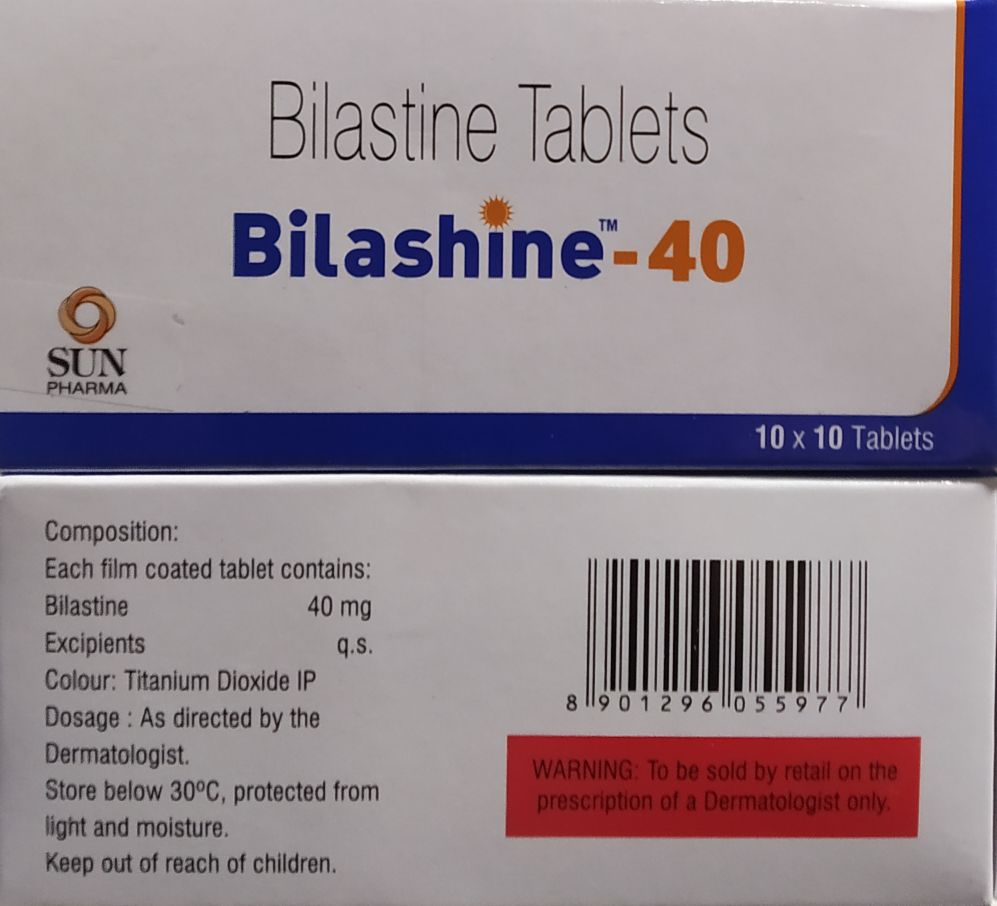 Bilastine Tablets
Bilashine™-40
SUN
PHARMA
10 x 10 Tablets
Composition:
Each film coated tablet contains:
Bilastine 40 mg
Excipients q.s.
Colour: Titanium Dioxide IP
Dosage : As directed by the
Dermatologist.
Store below 30ºC, protected from
light and moisture.
Keep out of reach of children.
8 901296 055977
WARNING: To be sold by retail on the
prescription of a Dermatologist only.